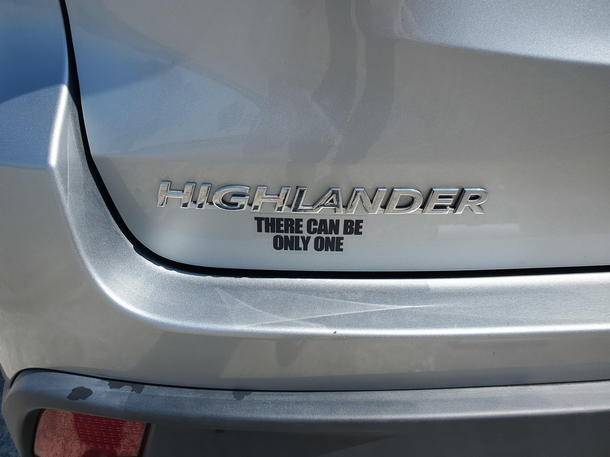 HIGHLANDER
THERE CAN BE
ONLY ONE